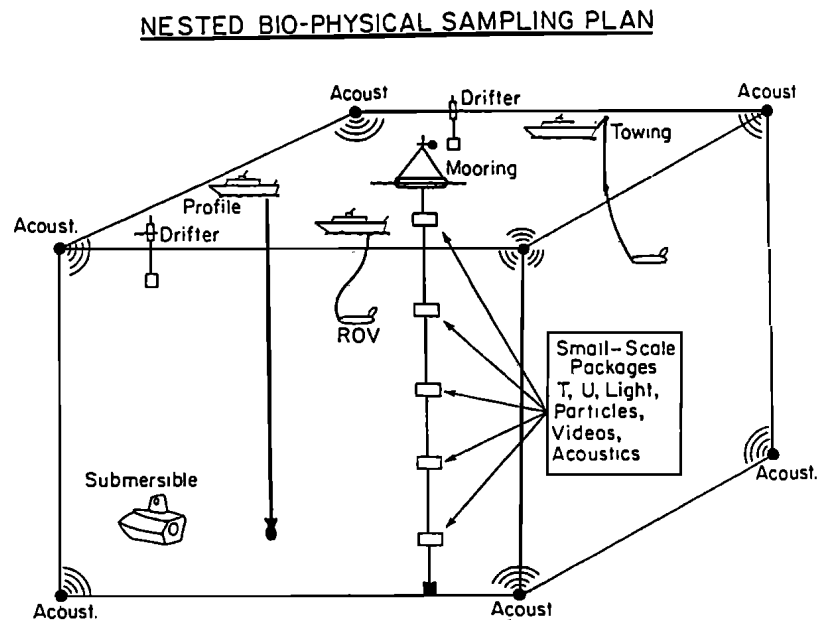 NESTED BIO-PHYSICAL SAMPLING PLAN
Acoust
Drifter
Acoust
Towing
Mooring
Profile
Acoust.
Drifter
ROV
Small-Scale
Packages
T, U, Light,
Particles,
Videos,
Acoustics
Submersible
Acoust.
Acoust.
Acoust